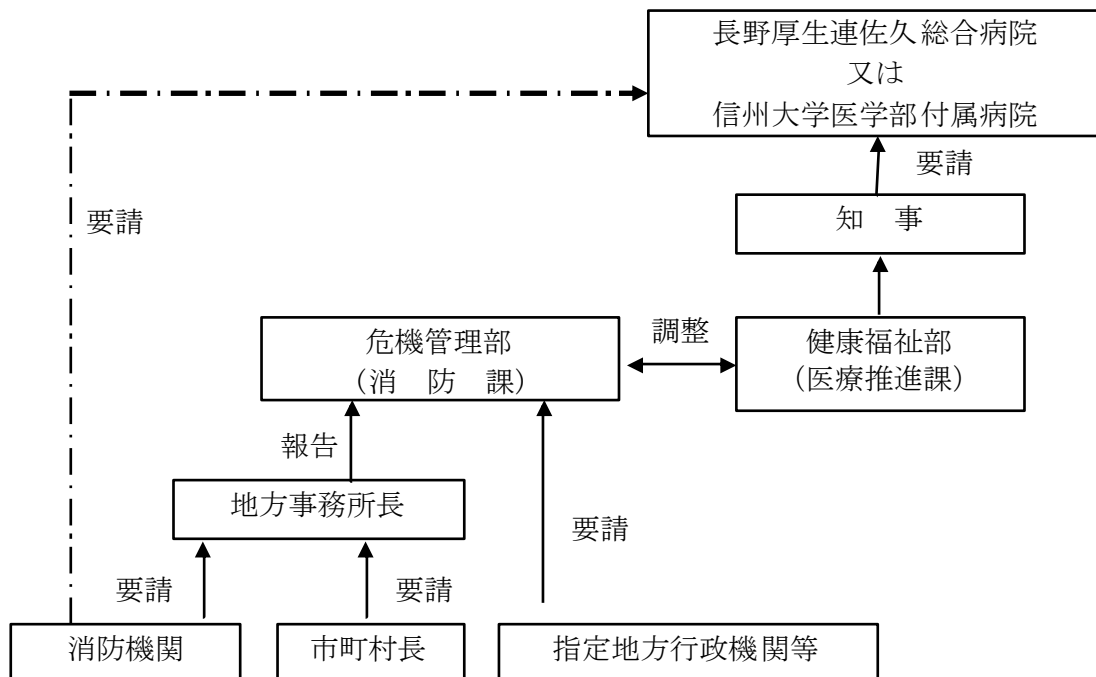 長野厚生連佐久総合病院
又は
信州大学医学部付属病院
要請
知　事
要請
危機管理部
（消　防　課）
調整
健康福祉部
（医療推進課）
報告
地方事務所長
要請
要請
要請
消防機関
市町村長
指定地方行政機関等